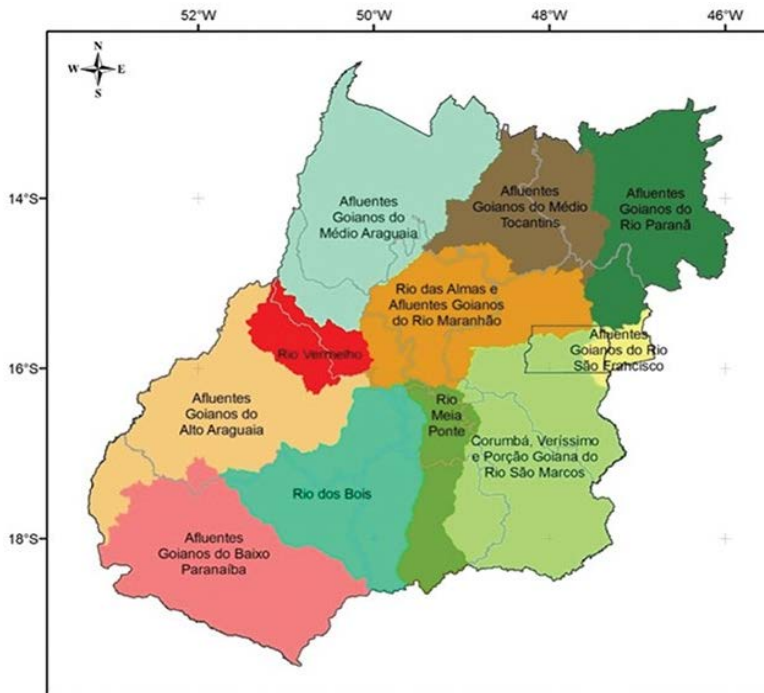 52°W 50°W 48°W 46°W
N
W E
S
14°S
16°S
18°S
Afluentes
Goianos do
Médio Araguaia
Afluentes
Goianos do Médio
Tocantins
Afluentes
Goianos do
Rio Paranã
Rio das Almas e
Afluentes Goianos
do Rio Maranhão
Rio Vermelho
Afluentes
Goianos do Rio
São Francisco
Afluentes
Goianos do
Alto Araguaia
Rio
Meia
Ponte
Corumbá, Veríssimo
e Porção Goiana do
Rio São Marcos
Rio dos Bois
Afluentes
Goianos do Baixo
Paranaíba